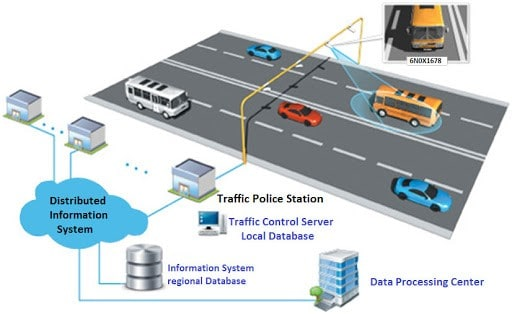 6N0X1678
Traffic Police Station
Distributed
Information
System
Traffic Control Server
Local Database
Information System
regional Database
Data Processing Center